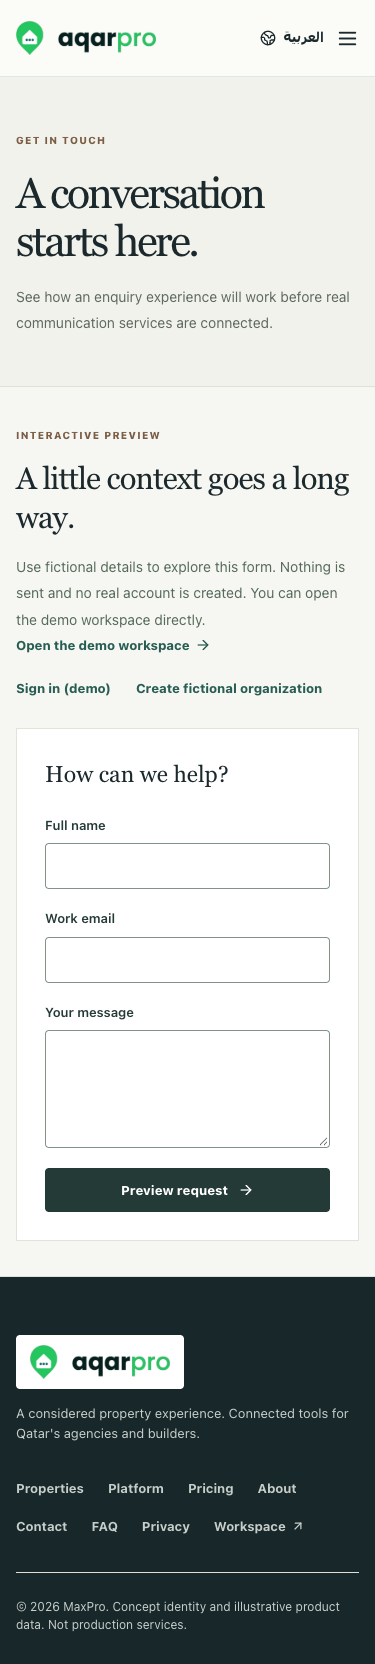 aqarpro
العربية
GET IN TOUCH
A conversation
starts here.
See how an enquiry experience will work before real
communication services are connected.
INTERACTIVE PREVIEW
A little context goes a long
way.
Use fictional details to explore this form. Nothing is
sent and no real account is created. You can open
the demo workspace directly.
Open the demo workspace →
Sign in (demo) Create fictional organization
How can we help?
Full name
Work email
Your message
Preview request →
aqarpro
A considered property experience. Connected tools for
Qatar's agencies and builders.
Properties Platform Pricing About
Contact FAQ Privacy Workspace ↗
© 2026 MaxPro. Concept identity and illustrative product
data. Not production services.